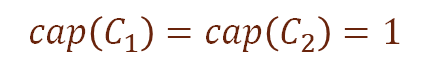 cap(C₁) = cap(C₂) = 1